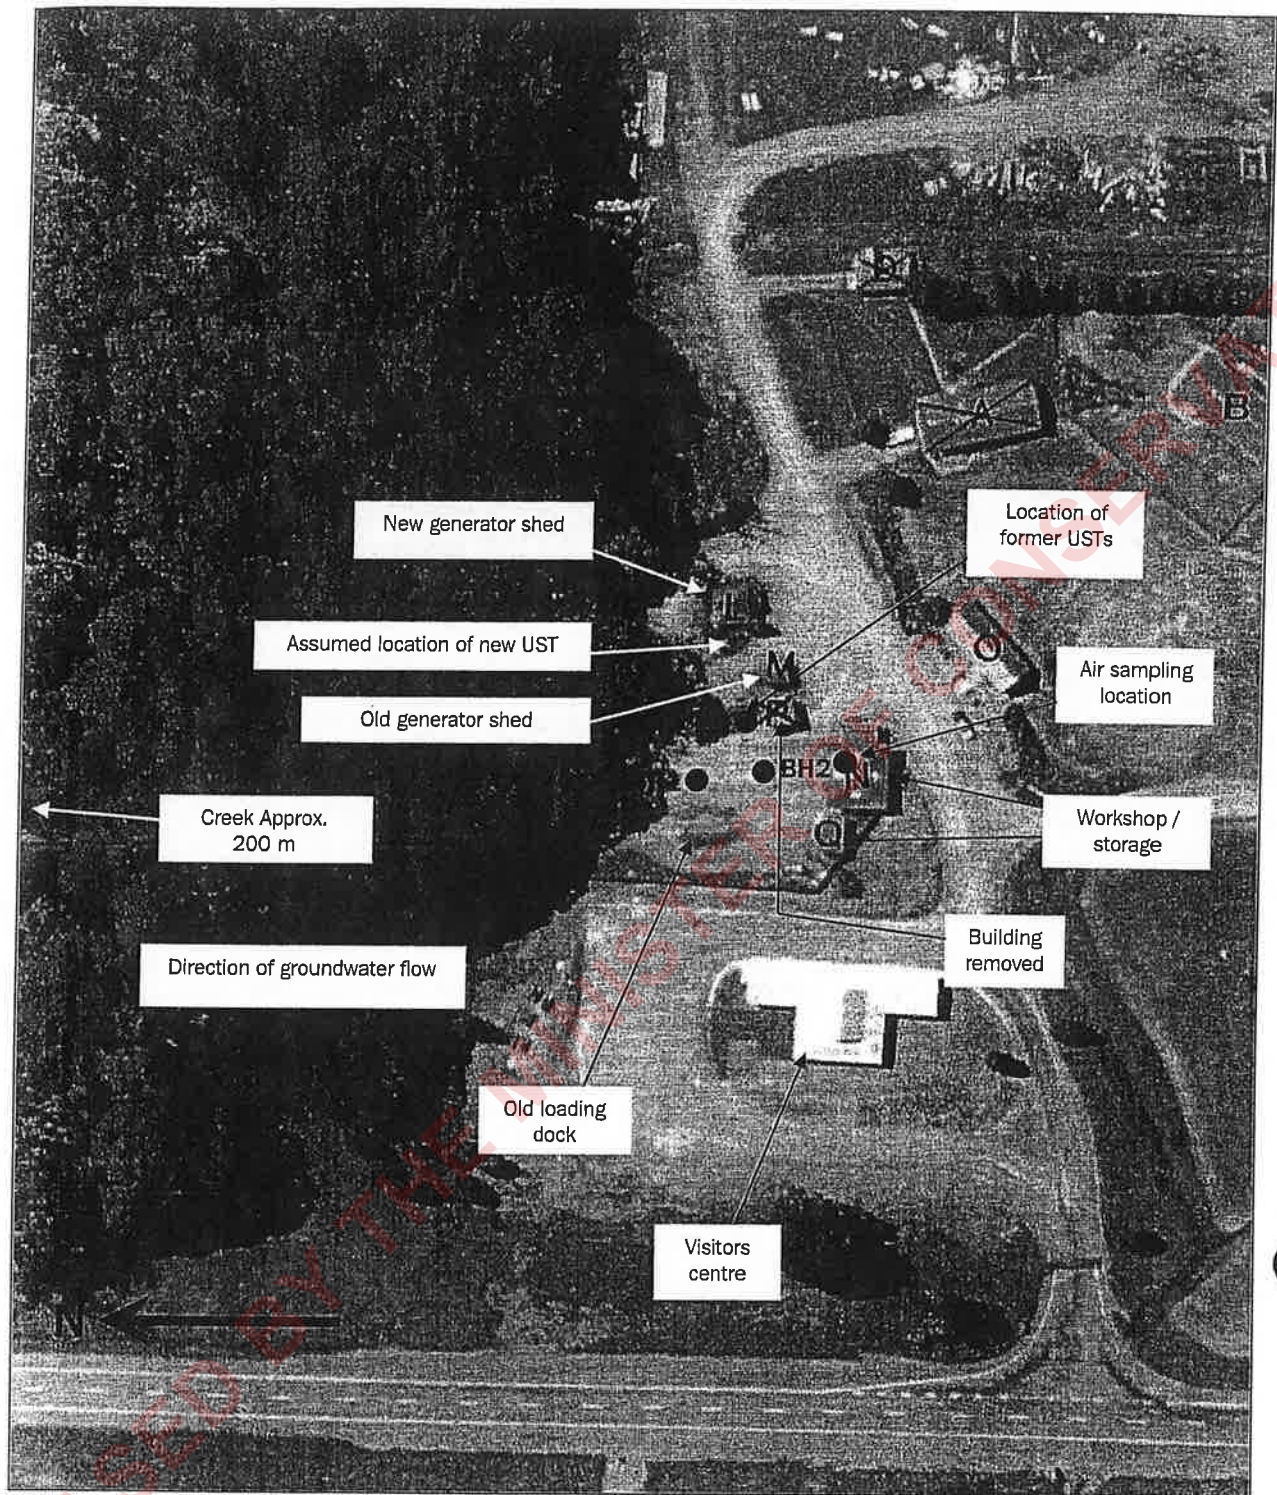 D
A
B
New generator shed
Location of
former USTs
Assumed location of new UST
L
O
M
Air sampling
location
Old generator shed
R
BH2
N
Creek Approx.
200 m
Workshop /
storage
Q
Building
removed
Direction of groundwater flow
Old loading
dock
Visitors
centre
N
SED BY THE MINISTER OF CONSERVAT